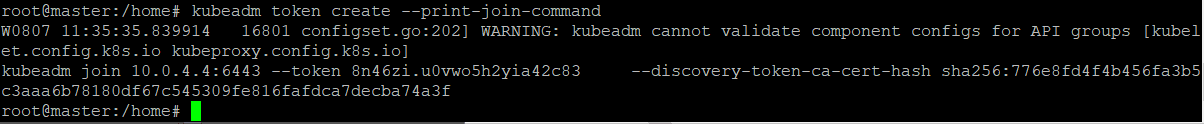 root@master:/home# kubeadm token create --print-join-command
W0807 11:35:35.839914   16801 configset.go:202] WARNING: kubeadm cannot validate component configs for API groups [kubel
et.config.k8s.io kubeproxy.config.k8s.io]
kubeadm join 10.0.4.4:6443 --token 8n46zi.u0vwo5h2yia42c83     --discovery-token-ca-cert-hash sha256:776e8fd4f4b456fa3b5
c3aaa6b78180df67c545309fe816fafdca7decba74a3f
root@master:/home#